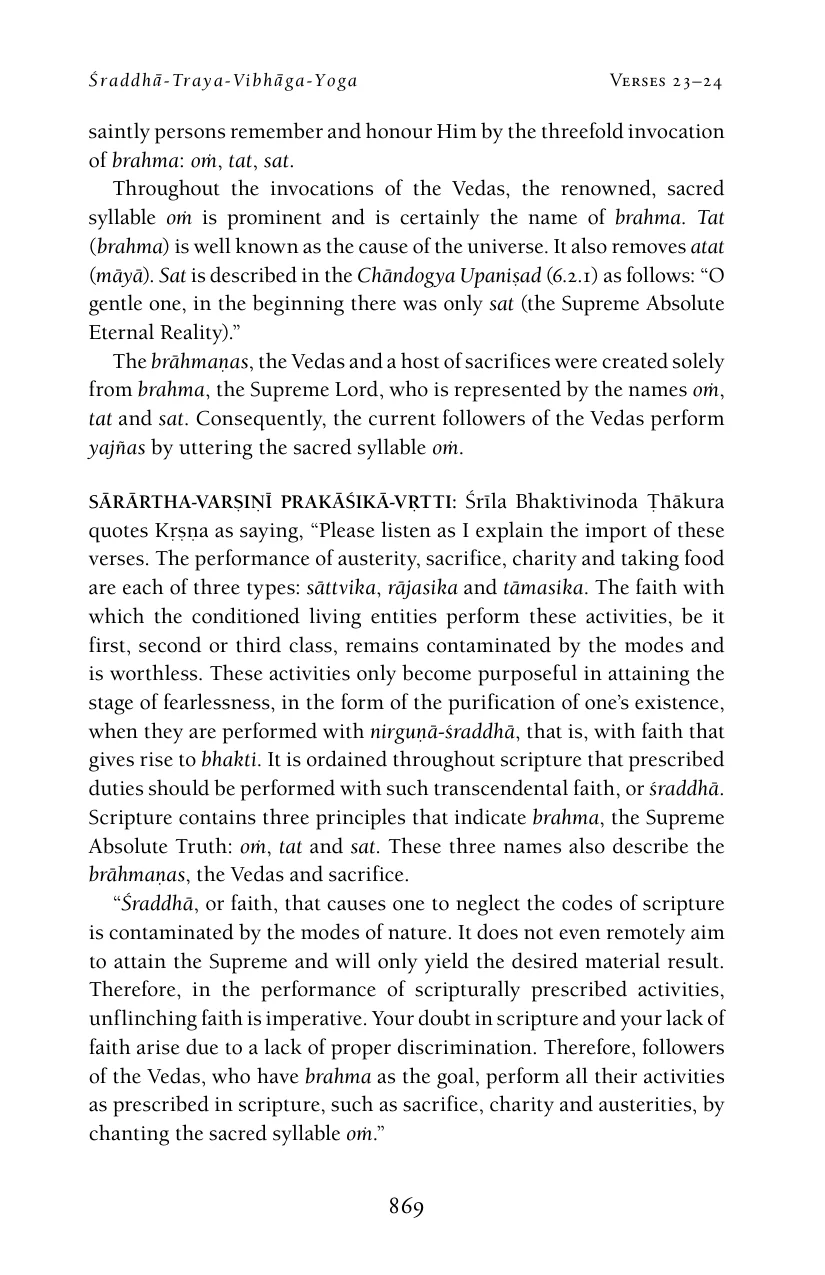 Śraddhā-Traya-Vibhāga-Yoga Verses 23–24
saintly persons remember and honour Him by the threefold invocation
of brahma: oṁ, tat, sat.
Throughout the invocations of the Vedas, the renowned, sacred
syllable oṁ is prominent and is certainly the name of brahma. Tat
(brahma) is well known as the cause of the universe. It also removes atat
(māyā). Sat is described in the Chāndogya Upaniṣad (6.2.1) as follows: “O
gentle one, in the beginning there was only sat (the Supreme Absolute
Eternal Reality).”
The brāhmaṇas, the Vedas and a host of sacrifices were created solely
from brahma, the Supreme Lord, who is represented by the names oṁ,
tat and sat. Consequently, the current followers of the Vedas perform
yajñas by uttering the sacred syllable oṁ.
SĀRĀRTHA-VARṢIṆĪ PRAKĀŚIKĀ-VṚTTI: Śrīla Bhaktivinoda Ṭhākura
quotes Kṛṣṇa as saying, “Please listen as I explain the import of these
verses. The performance of austerity, sacrifice, charity and taking food
are each of three types: sāttvika, rājasika and tāmasika. The faith with
which the conditioned living entities perform these activities, be it
first, second or third class, remains contaminated by the modes and
is worthless. These activities only become purposeful in attaining the
stage of fearlessness, in the form of the purification of one’s existence,
when they are performed with nirguṇā-śraddhā, that is, with faith that
gives rise to bhakti. It is ordained throughout scripture that prescribed
duties should be performed with such transcendental faith, or śraddhā.
Scripture contains three principles that indicate brahma, the Supreme
Absolute Truth: oṁ, tat and sat. These three names also describe the
brāhmaṇas, the Vedas and sacrifice.
“Śraddhā, or faith, that causes one to neglect the codes of scripture
is contaminated by the modes of nature. It does not even remotely aim
to attain the Supreme and will only yield the desired material result.
Therefore, in the performance of scripturally prescribed activities,
unflinching faith is imperative. Your doubt in scripture and your lack of
faith arise due to a lack of proper discrimination. Therefore, followers
of the Vedas, who have brahma as the goal, perform all their activities
as prescribed in scripture, such as sacrifice, charity and austerities, by
chanting the sacred syllable oṁ.”
869